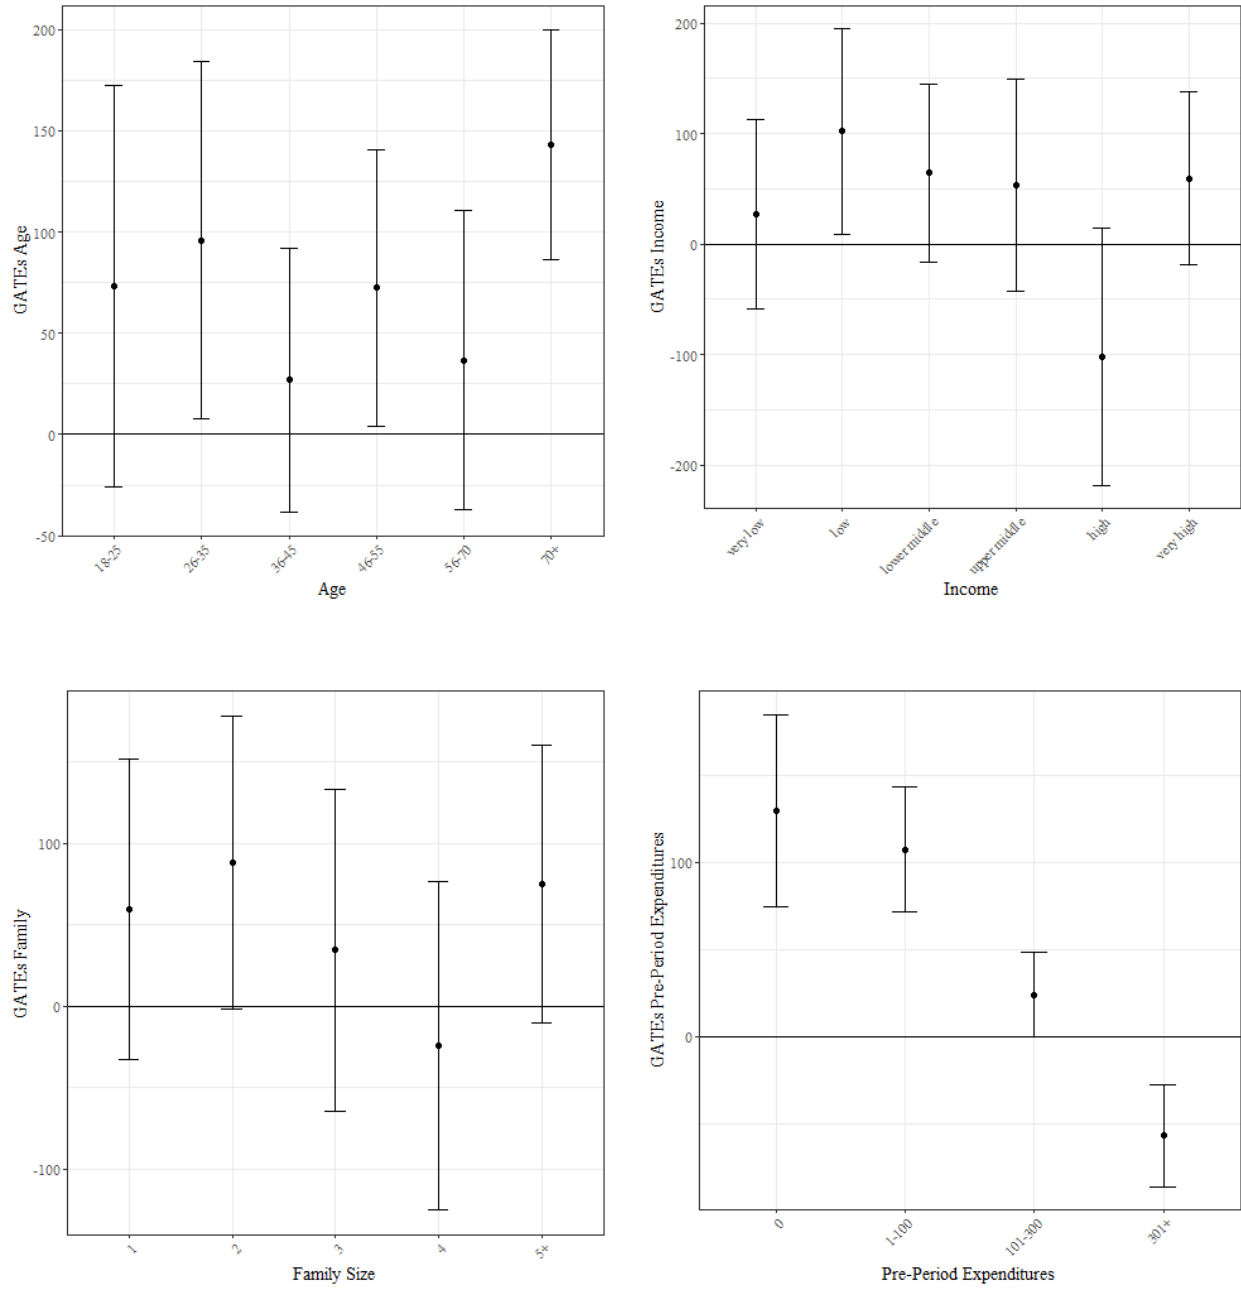 GATEs Age
200
150
100
50
0
-50
18-25
26-35
36-45
46-55
56-70
70+
Age
GATEs Income
200
100
0
-100
-200
very low
low
lower middle
upper middle
high
very high
Income
GATEs Family
100
0
-100
1
2
3
4
5+
Family Size
GATEs Pre-Period Expenditures
100
0
0
1-100
101-300
301+
Pre-Period Expenditures